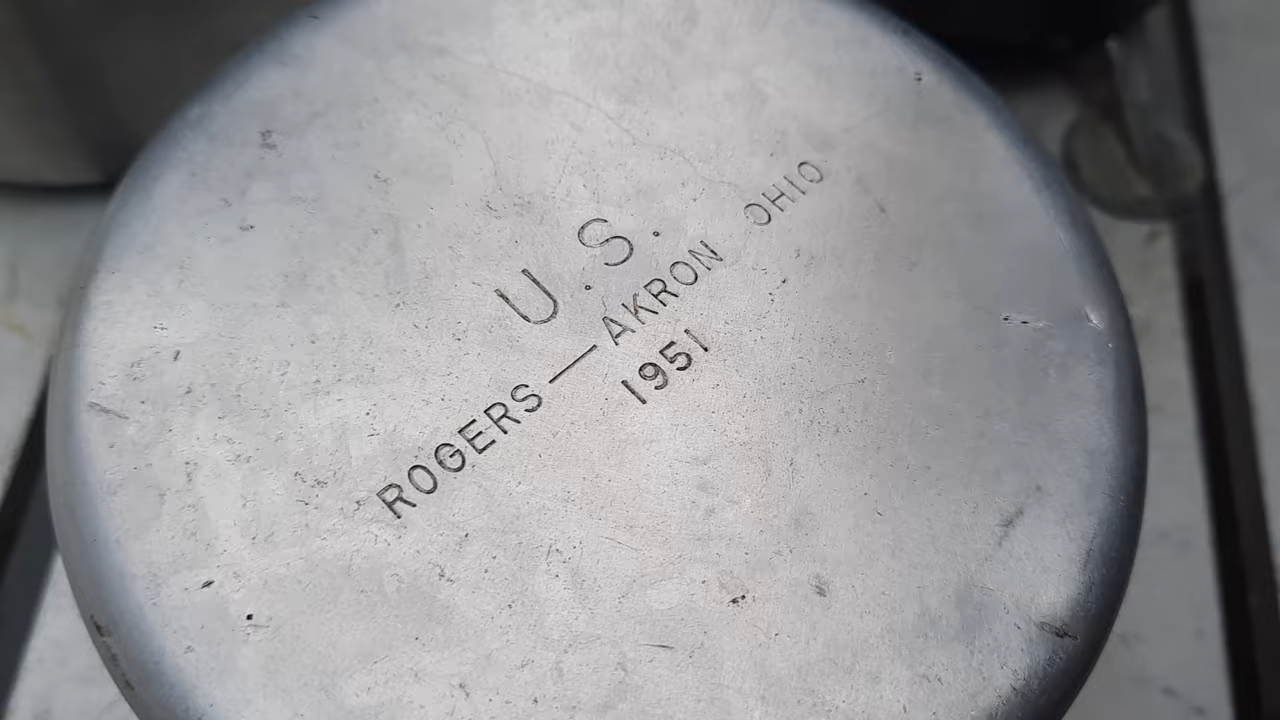 U.S.
ROGERS — AKRON OHIO
1951